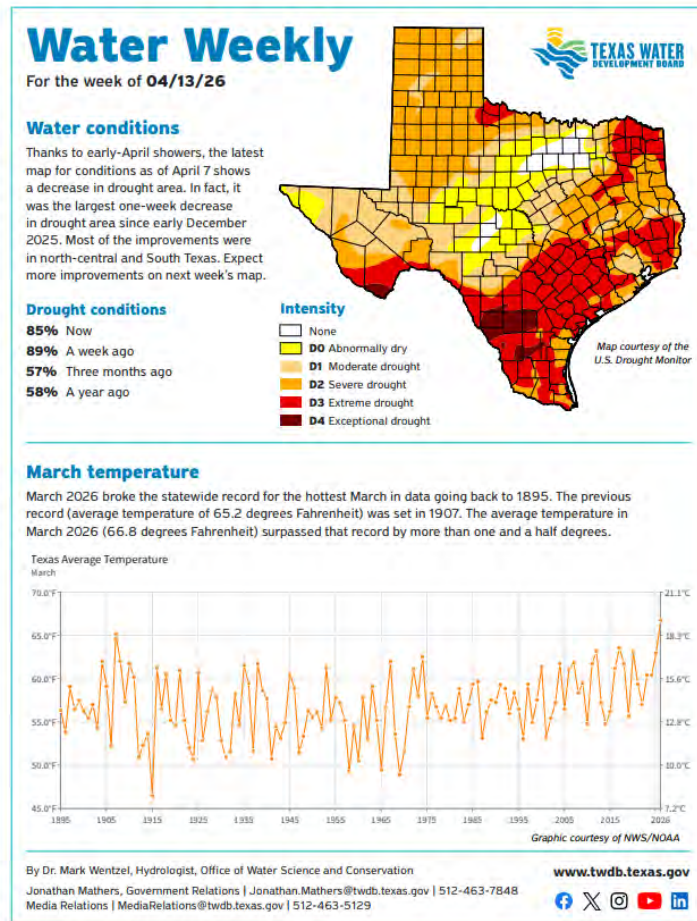 Water Weekly
For the week of 04/13/26
TEXAS WATER
DEVELOPMENT BOARD
Water conditions
Thanks to early-April showers, the latest
map for conditions as of April 7 shows
a decrease in drought area. In fact, it
was the largest one-week decrease
in drought area since early December
2025. Most of the improvements were
in north-central and South Texas. Expect
more improvements on next week's map.
Drought conditions
85% Now
89% A week ago
57% Three months ago
58% A year ago
Intensity
None
D0 Abnormally dry
D1 Moderate drought
D2 Severe drought
D3 Extreme drought
D4 Exceptional drought
Map courtesy of the
U.S. Drought Monitor
March temperature
March 2026 broke the statewide record for the hottest March in data going back to 1895. The previous
record (average temperature of 65.2 degrees Fahrenheit) was set in 1907. The average temperature in
March 2026 (66.8 degrees Fahrenheit) surpassed that record by more than one and a half degrees.
Texas Average Temperature
March
70.0°F 21.1°C
65.0°F 18.3°C
60.0°F 15.6°C
55.0°F 12.8°C
50.0°F 10.0°C
45.0°F 7.2°C
1895 1905 1915 1925 1935 1945 1955 1965 1975 1985 1995 2005 2015 2026
Graphic courtesy of NWS/NOAA
By Dr. Mark Wentzel, Hydrologist, Office of Water Science and Conservation
www.twdb.texas.gov
Jonathan Mathers, Government Relations | Jonathan.Mathers@twdb.texas.gov | 512-463-7848
Media Relations | MediaRelations@twdb.texas.gov | 512-463-5129